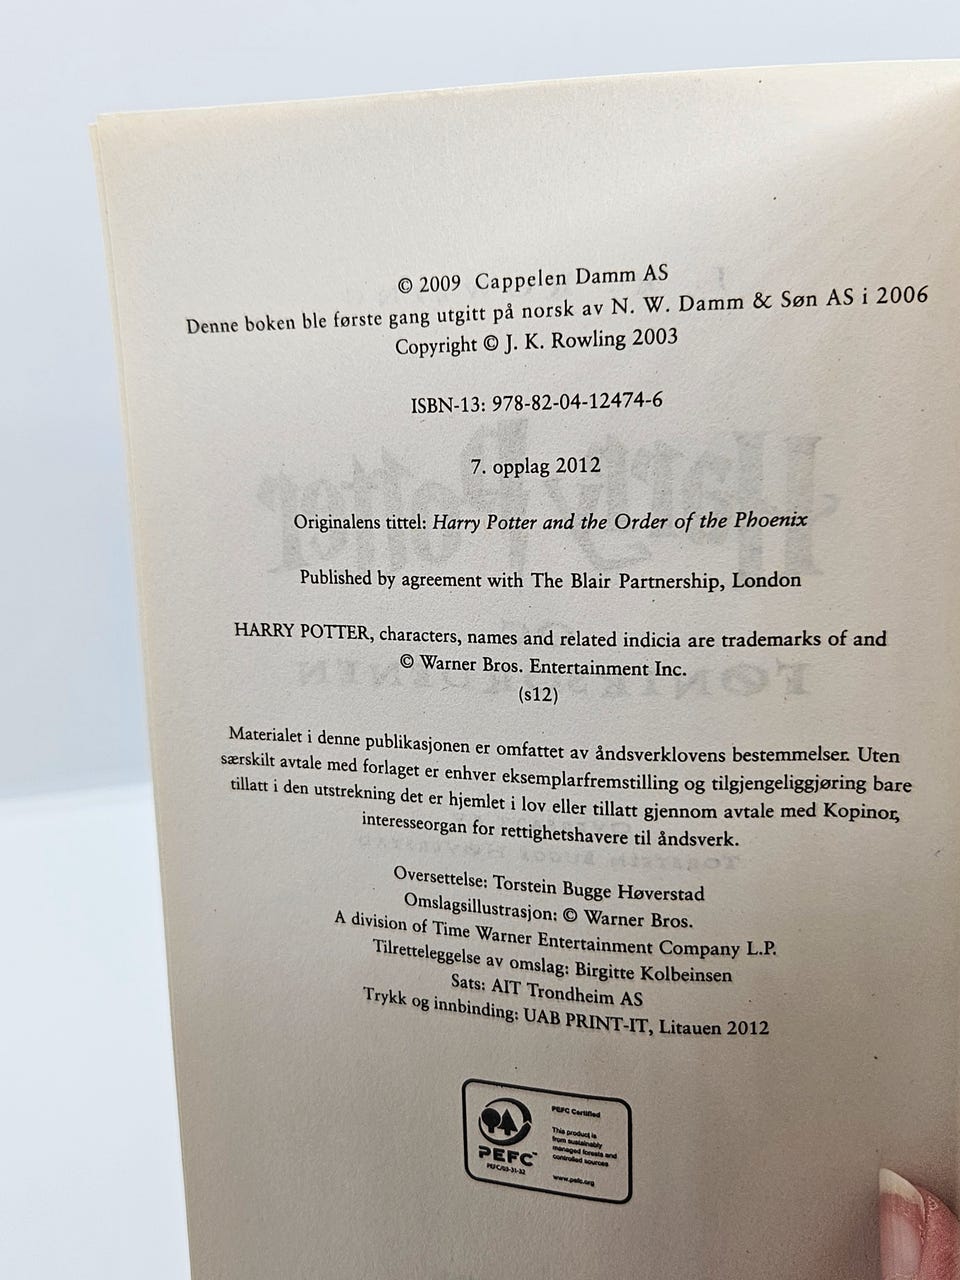 © 2009 Cappelen Damm AS
Denne boken ble første gang utgitt på norsk av N. W. Damm & Søn AS i 2006
Copyright © J. K. Rowling 2003
ISBN-13: 978-82-04-12474-6
7. opplag 2012
Originalens tittel: Harry Potter and the Order of the Phoenix
Published by agreement with The Blair Partnership, London
HARRY POTTER, characters, names and related indicia are trademarks of and
© Warner Bros. Entertainment Inc.
(s12)
Materialet i denne publikasjonen er omfattet av åndsverklovens bestemmelser. Uten
særskilt avtale med forlaget er enhver eksemplarfremstilling og tilgjengeliggjøring bare
tillatt i den utstrekning det er hjemlet i lov eller tillatt gjennom avtale med Kopinor,
interesseorgan for rettighetshavere til åndsverk.
Oversettelse: Torstein Bugge Høverstad
Omslagsillustrasjon: © Warner Bros.
A division of Time Warner Entertainment Company L.P.
Tilretteleggelse av omslag: Birgitte Kolbeinsen
Sats: AIT Trondheim AS
Trykk og innbinding: UAB PRINT-IT, Litauen 2012
PEFC™
PEFC/03-31-32
PEFC Certified
This product is
from sustainably
managed forests and
controlled sources
www.pefc.org